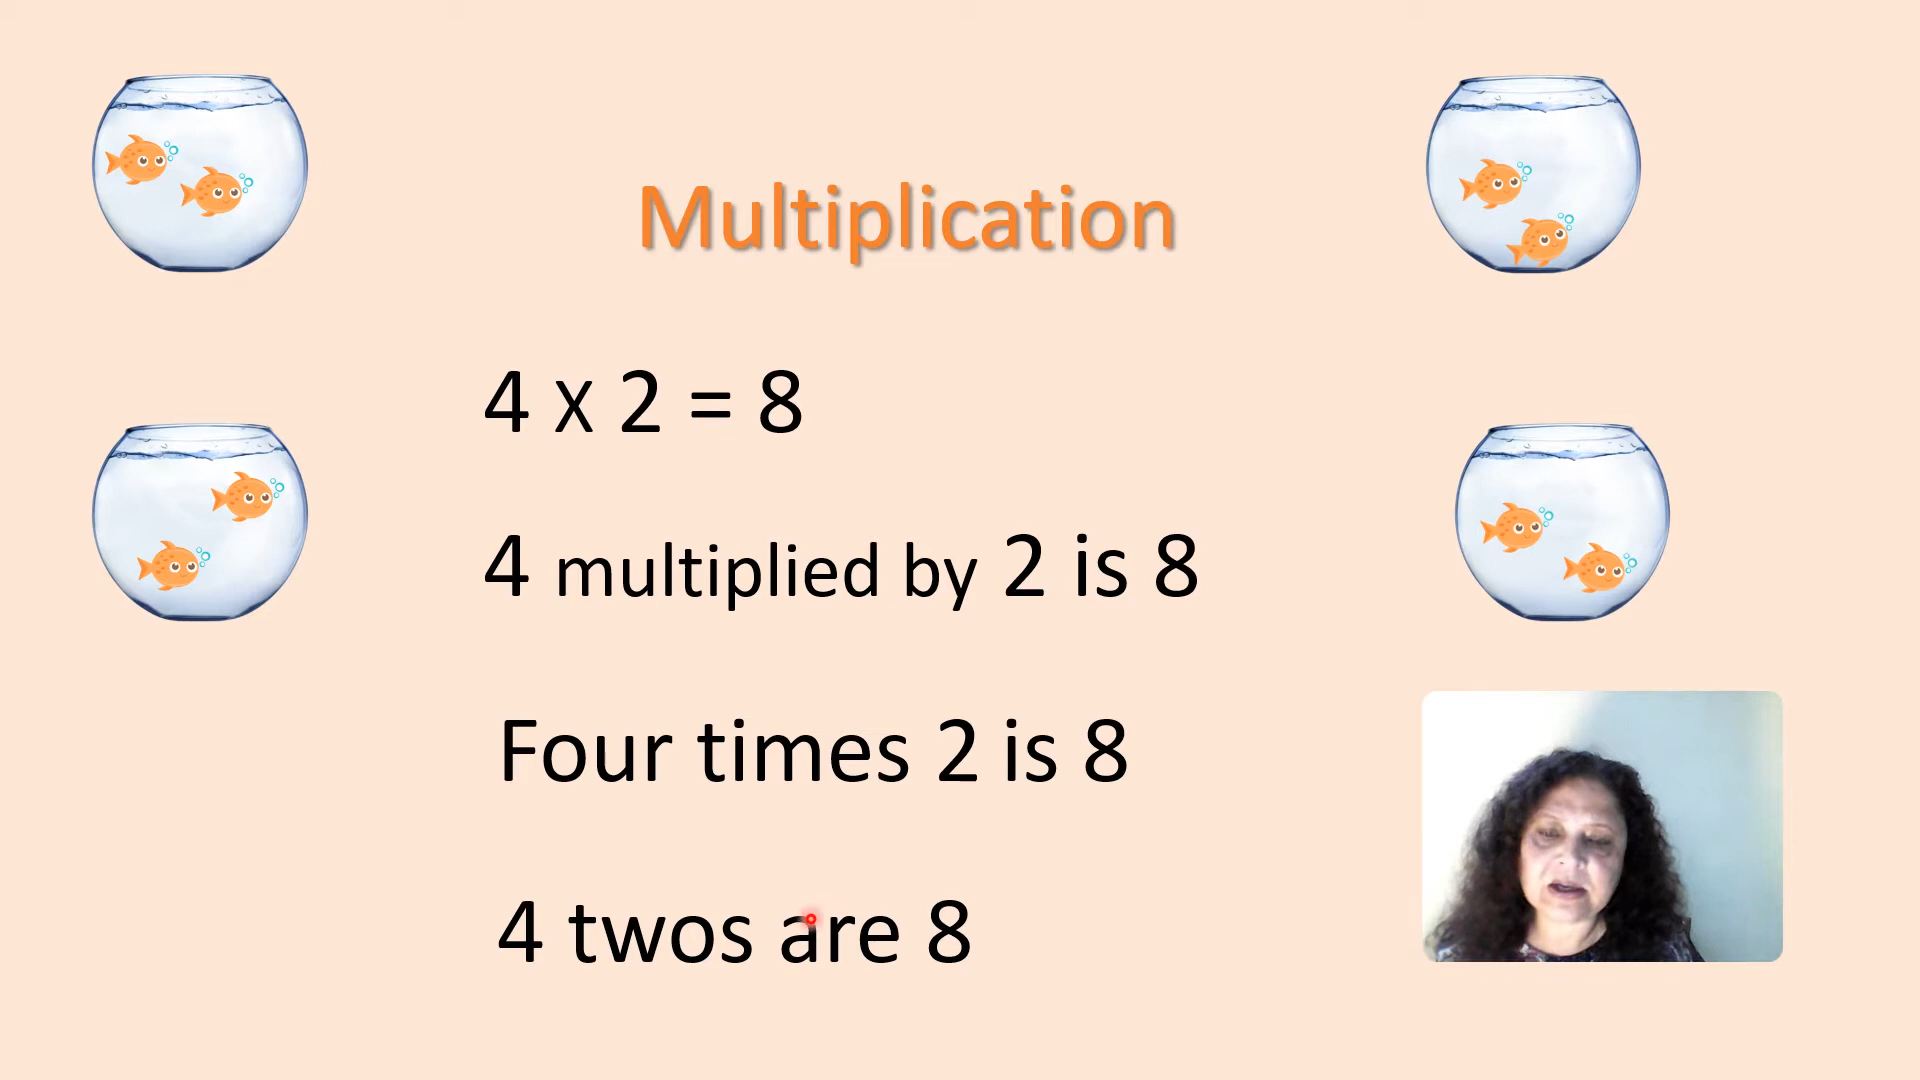 Multiplication
4 x 2 = 8
4 multiplied by 2 is 8
Four times 2 is 8
4 twos are 8